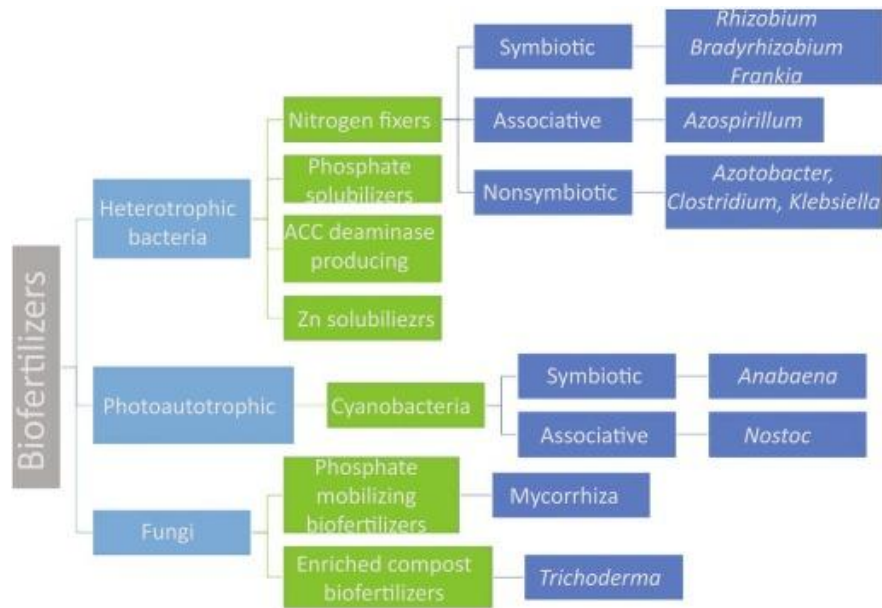 Biofertilizers
Heterotrophic
bacteria
Nitrogen fixers
Symbiotic
Rhizobium
Bradyrhizobium
Frankia
Associative
Azospirillum
Nonsymbiotic
Azotobacter,
Clostridium, Klebsiella
Phosphate
solubilizers
ACC deaminase
producing
Zn solubiliezrs
Photoautotrophic
Cyanobacteria
Symbiotic
Anabaena
Associative
Nostoc
Fungi
Phosphate
mobilizing
biofertilizers
Mycorrhiza
Enriched compost
biofertilizers
Trichoderma